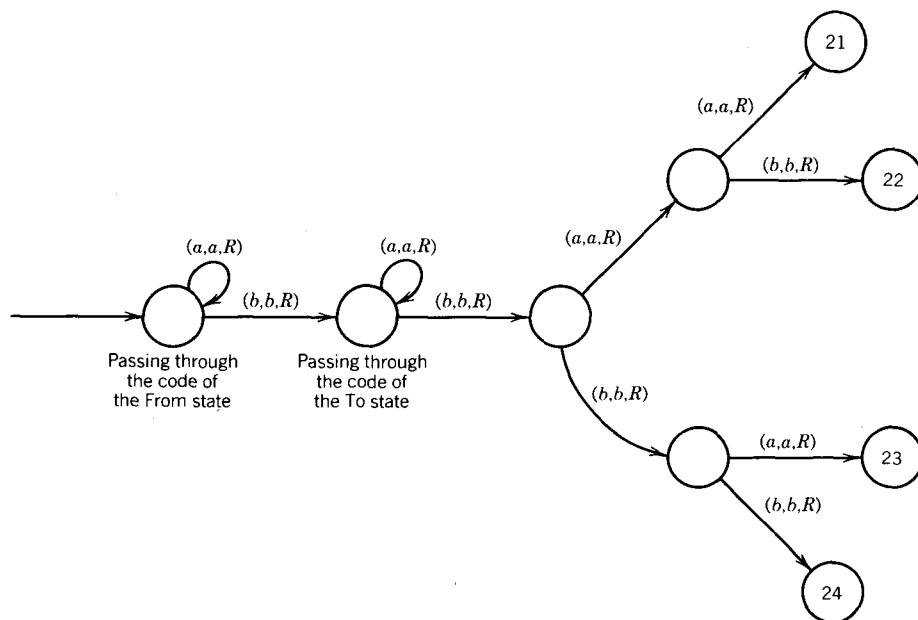 21
(a,a,R)
(b,b,R)
22
(a,a,R)
(a,a,R)
(a,a,R)
(b,b,R)
(b,b,R)
Passing through
the code of
the From state
Passing through
the code of
the To state
(b,b,R)
(a,a,R)
23
(b,b,R)
24